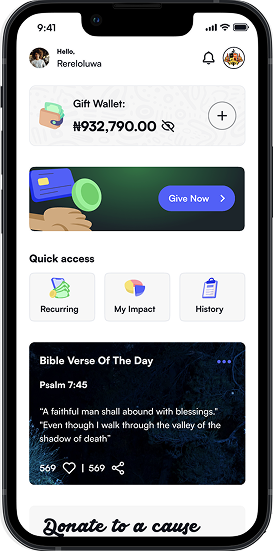 9:41
Hello,
Rereloluwa
Gift Wallet:
₦932,790.00
Give Now
Quick access
Recurring
My Impact
History
Bible Verse Of The Day
Psalm 7:45
“A faithful man shall abound with blessings."
"Even though I walk through the valley of the
shadow of death”
569 | 569
Donate to a cause